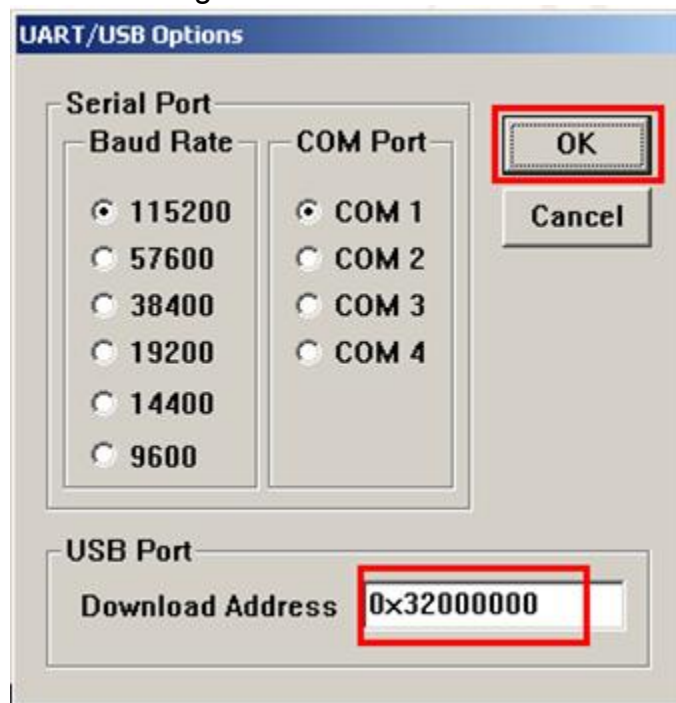 UART/USB Options
Serial Port
Baud Rate
COM Port
OK
115200
COM 1
Cancel
57600
COM 2
38400
COM 3
19200
COM 4
14400
9600
USB Port
Download Address 0x32000000